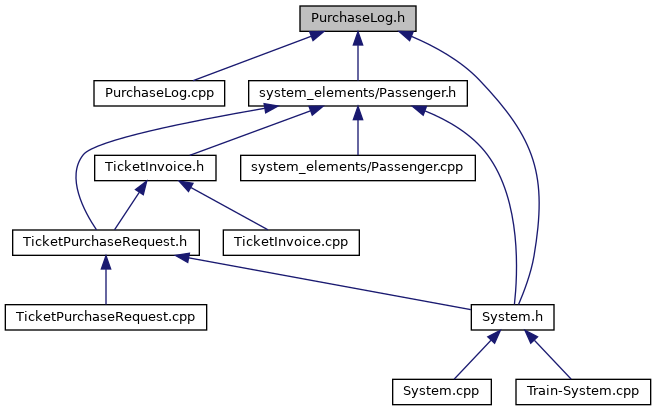 PurchaseLog.h
PurchaseLog.cpp
system_elements/Passenger.h
TicketInvoice.h
system_elements/Passenger.cpp
TicketPurchaseRequest.h
TicketInvoice.cpp
TicketPurchaseRequest.cpp
System.h
System.cpp
Train-System.cpp